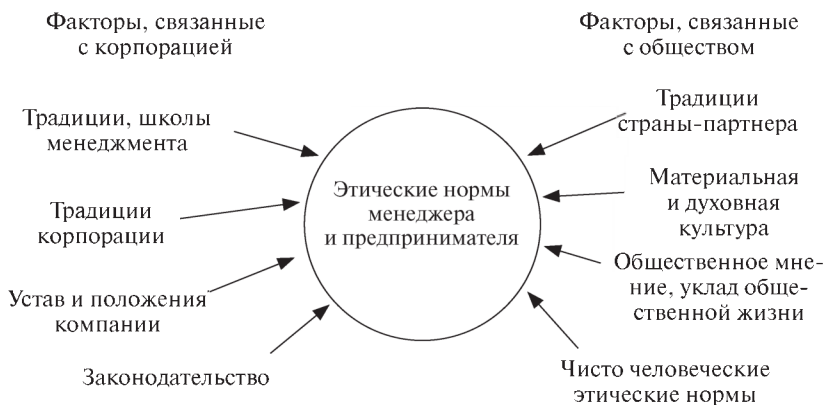 Факторы, связанные
с корпорацией
Факторы, связанные
с обществом
Традиции, школы
менеджмента
Традиции
корпорации
Устав и положения
компании
Законодательство
Этические нормы
менеджера
и предпринимателя
Традиции
страны-партнера
Материальная
и духовная
культура
Общественное мне-
ние, уклад обще-
ственной жизни
Чисто человеческие
этические нормы